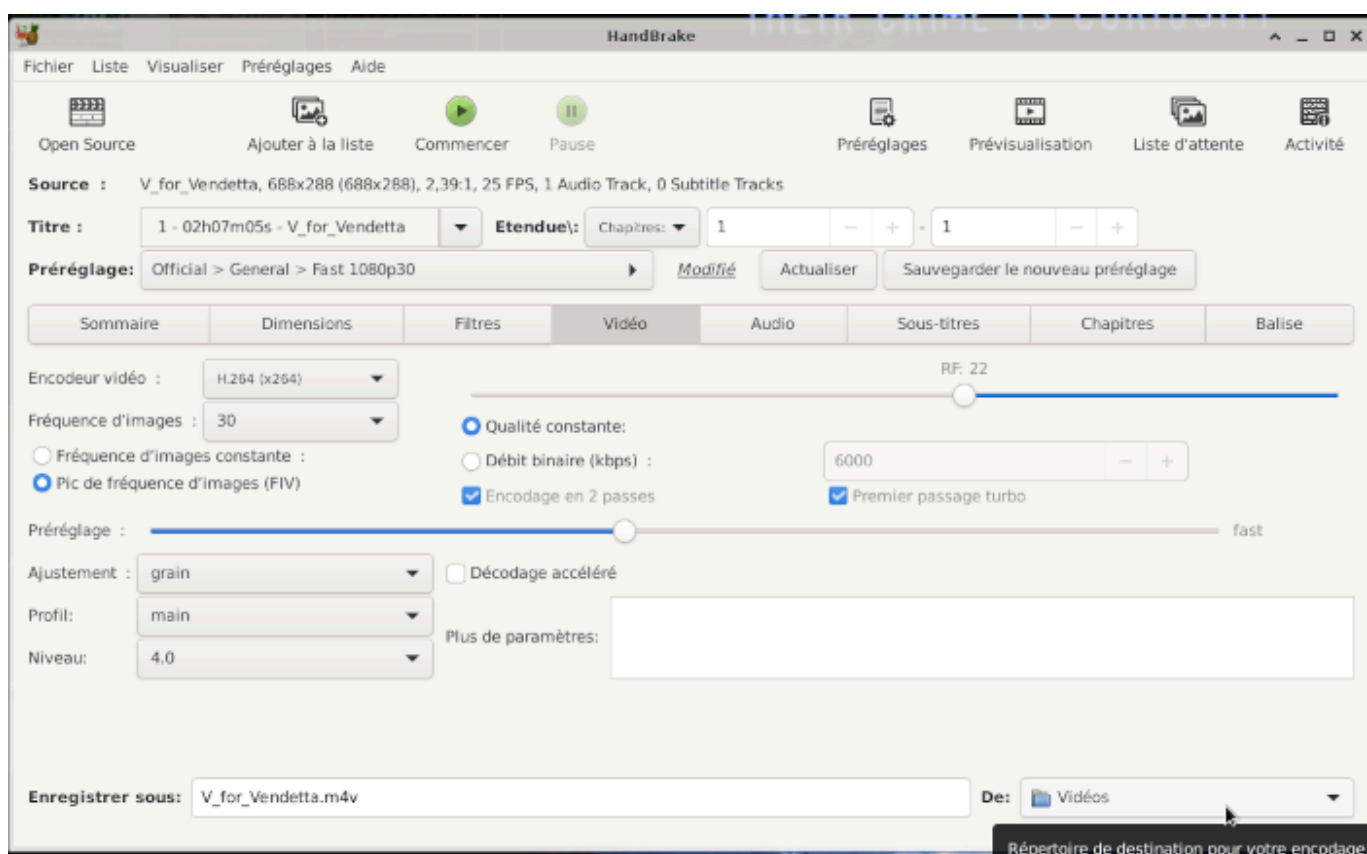 HandBrake
Fichier Liste Visualiser Préréglages Aide
Open Source Ajouter à la liste Commencer Pause Préréglages Prévisualisation Liste d'attente Activité
Source : V_for_Vendetta, 688x288 (688x288), 2,39:1, 25 FPS, 1 Audio Track, 0 Subtitle Tracks
Titre : 1 - 02h07m05s - V_for_Vendetta Etendue\: Chapitres: 1 - + - 1 - +
Préréglage: Official > General > Fast 1080p30 Modifié Actualiser Sauvegarder le nouveau préréglage
Sommaire Dimensions Filtres Vidéo Audio Sous-titres Chapitres Balise
Encodeur vidéo : H.264 (x264) RF: 22
Fréquence d'images : 30 Qualité constante:
Fréquence d'images constante : Débit binaire (kbps) : 6000 - +
Pic de fréquence d'images (FIV) Encodage en 2 passes Premier passage turbo
Préréglage : fast
Ajustement : grain Décodage accéléré
Profil: main
Plus de paramètres:
Niveau: 4.0
Enregistrer sous: V_for_Vendetta.m4v De: Vidéos
Répertoire de destination pour votre encodage